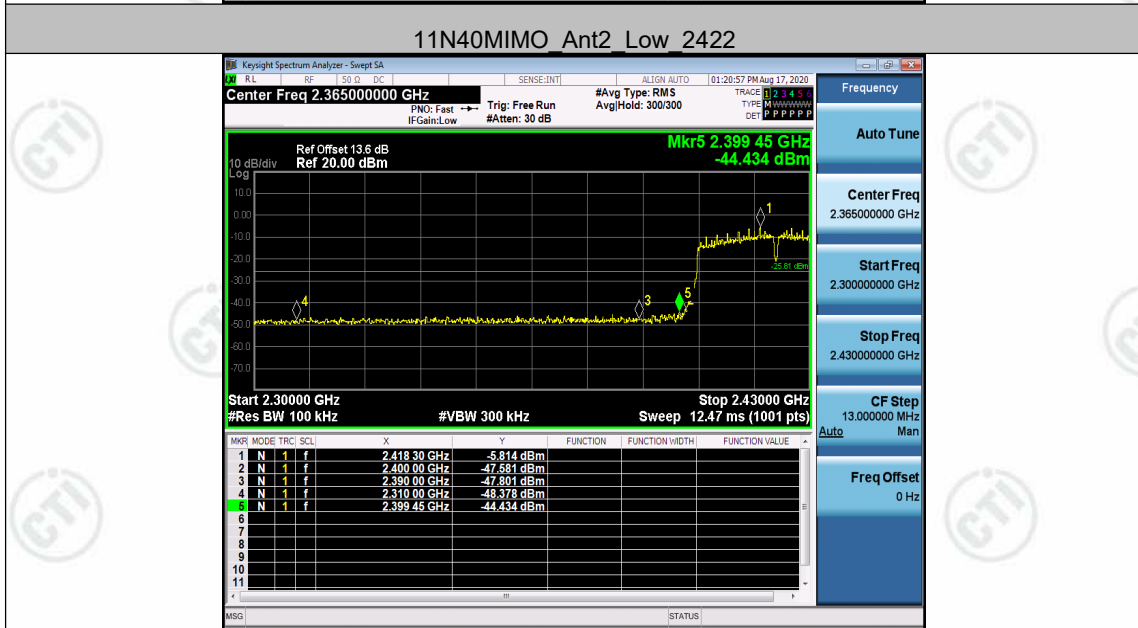 11N40MIMO_Ant2_Low_2422
Keysight Spectrum Analyzer - Swept SA
LXI RL RF 50 Ω DC SENSE:INT ALIGN AUTO 01:20:57 PM Aug 17, 2020
Center Freq 2.365000000 GHz #Avg Type: RMS TRACE 1 2 3 4 5 6
PNO: Fast Trig: Free Run Avg|Hold: 300/300 TYPE M WWWWW
IFGain:Low #Atten: 30 dB DET P P P P P P
Frequency
Auto Tune
Center Freq
2.365000000 GHz
Start Freq
2.300000000 GHz
Stop Freq
2.430000000 GHz
CF Step
13.000000 MHz
Auto Man
Freq Offset
0 Hz
Mkr5 2.399 45 GHz
Ref Offset 13.6 dB
10 dB/div Ref 20.00 dBm -44.434 dBm
Log
10.0
0.00
-10.0
-20.0
-30.0
-40.0
-50.0
-60.0
-70.0
1
-25.81 dBm
4
3
5
Start 2.30000 GHz Stop 2.43000 GHz
#Res BW 100 kHz #VBW 300 kHz Sweep 12.47 ms (1001 pts)
MKR MODE TRC SCL X Y FUNCTION FUNCTION WIDTH FUNCTION VALUE
1 N 1 f 2.418 30 GHz -5.814 dBm
2 N 1 f 2.400 00 GHz -47.581 dBm
3 N 1 f 2.390 00 GHz -47.801 dBm
4 N 1 f 2.310 00 GHz -48.378 dBm
5 N 1 f 2.399 45 GHz -44.434 dBm
6
7
8
9
10
11
MSG STATUS
CTI
CTI
CTI
CTI
CTI
CTI